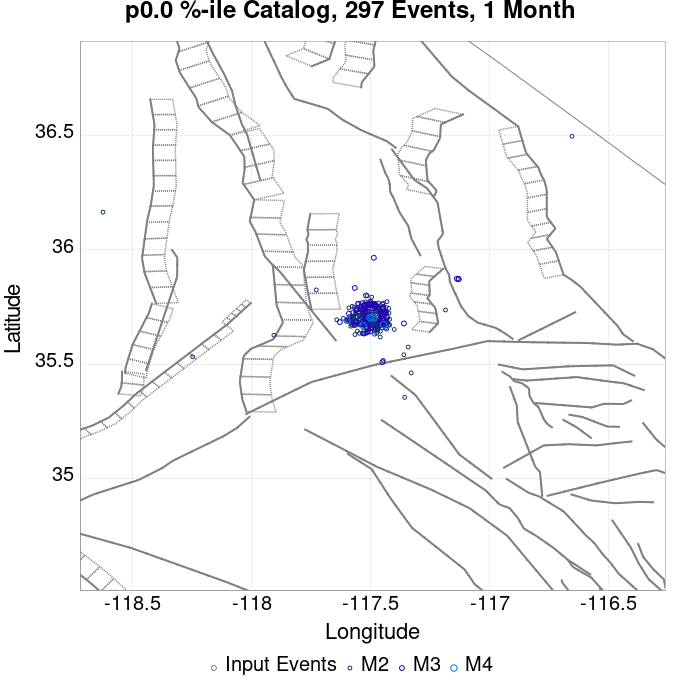 p0.0 %-ile Catalog, 297 Events, 1 Month
36.5
36
35.5
35
Latitude
-118.5 -118 -117.5 -117 -116.5
Longitude
Input Events M2 M3 M4